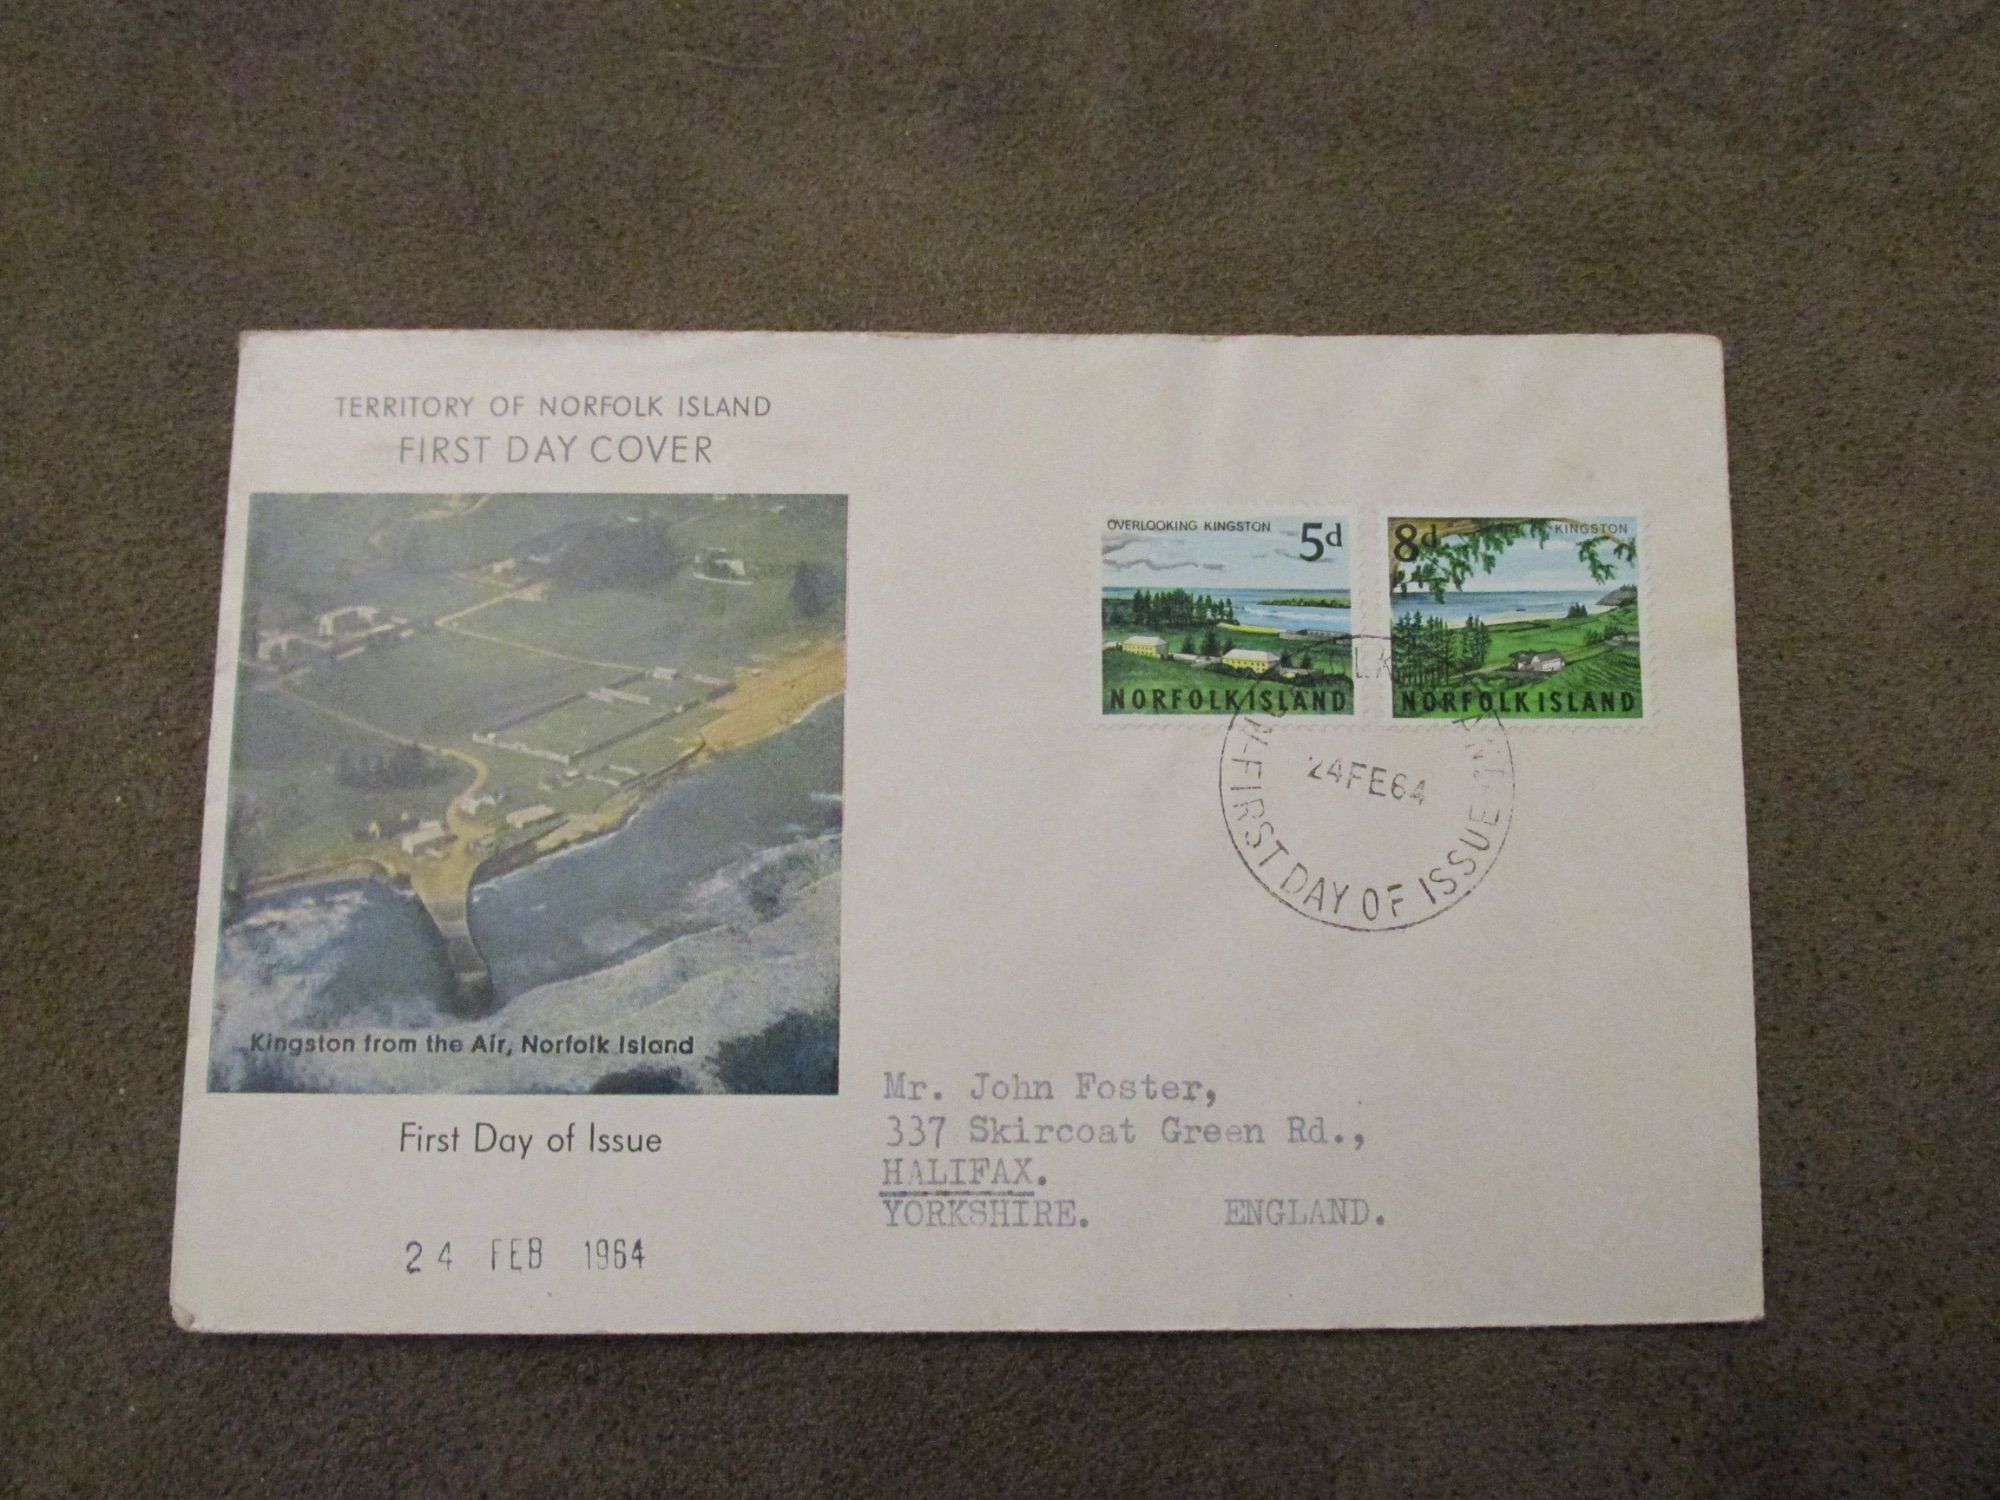 TERRITORY OF NORFOLK ISLAND
FIRST DAY COVER
Kingston from the Air, Norfolk Island
First Day of Issue
24 FEB 1964
OVERLOOKING KINGSTON 5d
NORFOLK ISLAND
8d KINGSTON
NORFOLK ISLAND
24FE64
FIRST DAY OF ISSUE
Mr. John Foster,
337 Skircoat Green Rd.,
HALIFAX.
YORKSHIRE. ENGLAND.